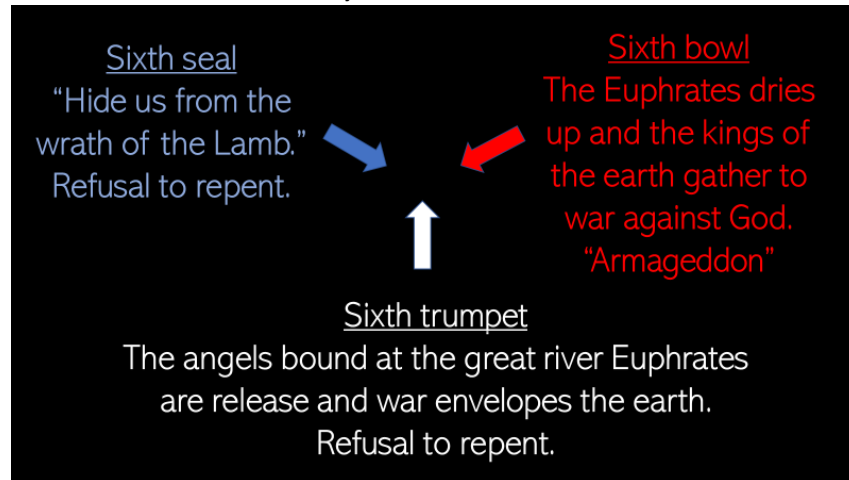 Sixth seal
“Hide us from the
wrath of the Lamb.”
Refusal to repent.
Sixth bowl
The Euphrates dries
up and the kings of
the earth gather to
war against God.
“Armageddon”
Sixth trumpet
The angels bound at the great river Euphrates
are release and war envelopes the earth.
Refusal to repent.